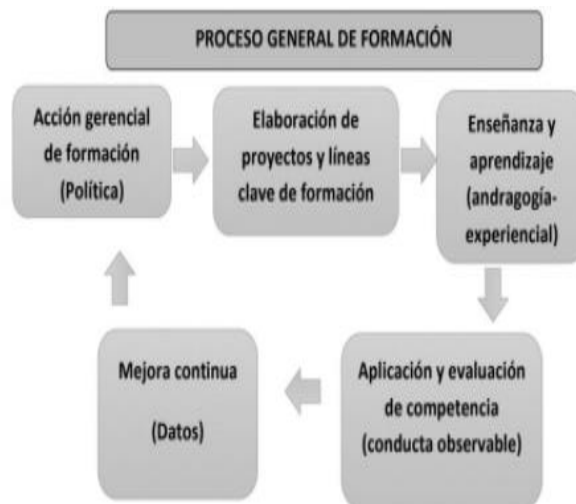 PROCESO GENERAL DE FORMACIÓN
Acción gerencial
de formación
(Política)
Elaboración de
proyectos y líneas
clave de formación
Enseñanza y
aprendizaje
(andragogía-
experiencial)
Mejora continua
(Datos)
Aplicación y evaluación
de competencia
(conducta observable)